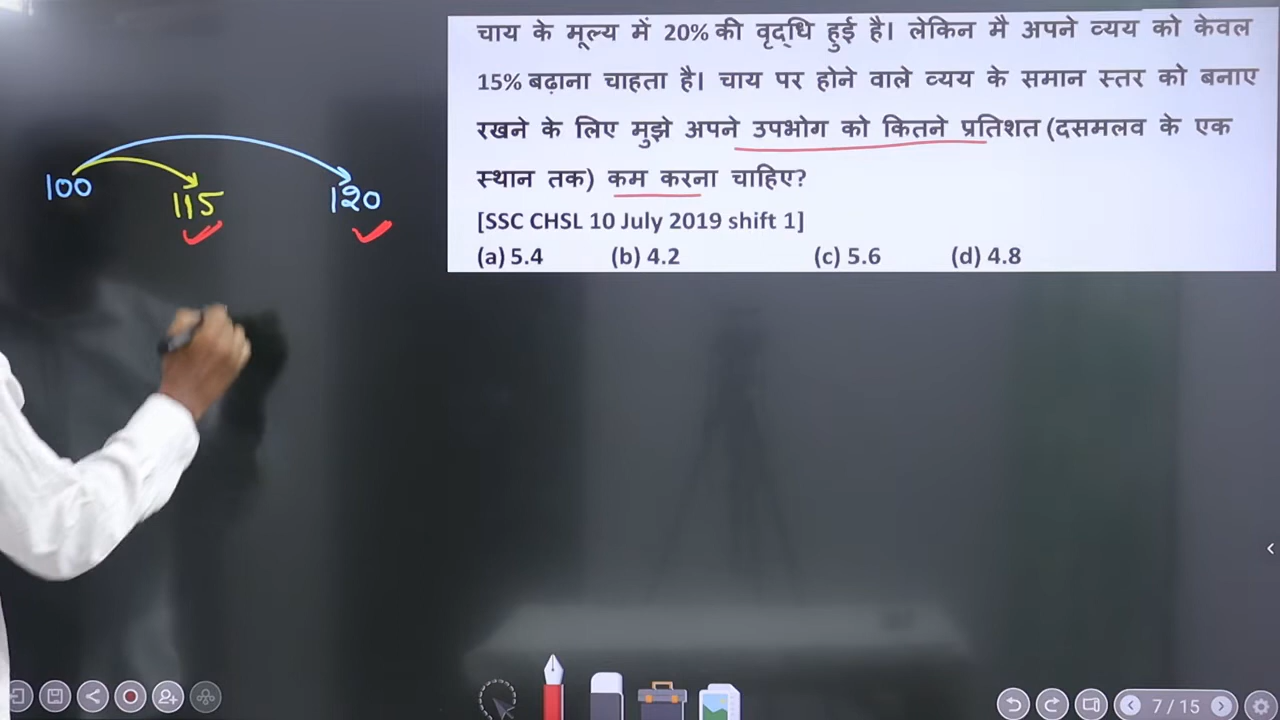 चाय के मूल्य में 20% की वृद्धि हुई है। लेकिन मै अपने व्यय को केवल
15% बढ़ाना चाहता है। चाय पर होने वाले व्यय के समान स्तर को बनाए
रखने के लिए मुझे अपने उपभोग को कितने प्रतिशत (दसमलव के एक
स्थान तक) कम करना चाहिए?
[SSC CHSL 10 July 2019 shift 1]
(a) 5.4 (b) 4.2 (c) 5.6 (d) 4.8
100 115 120
7 / 15